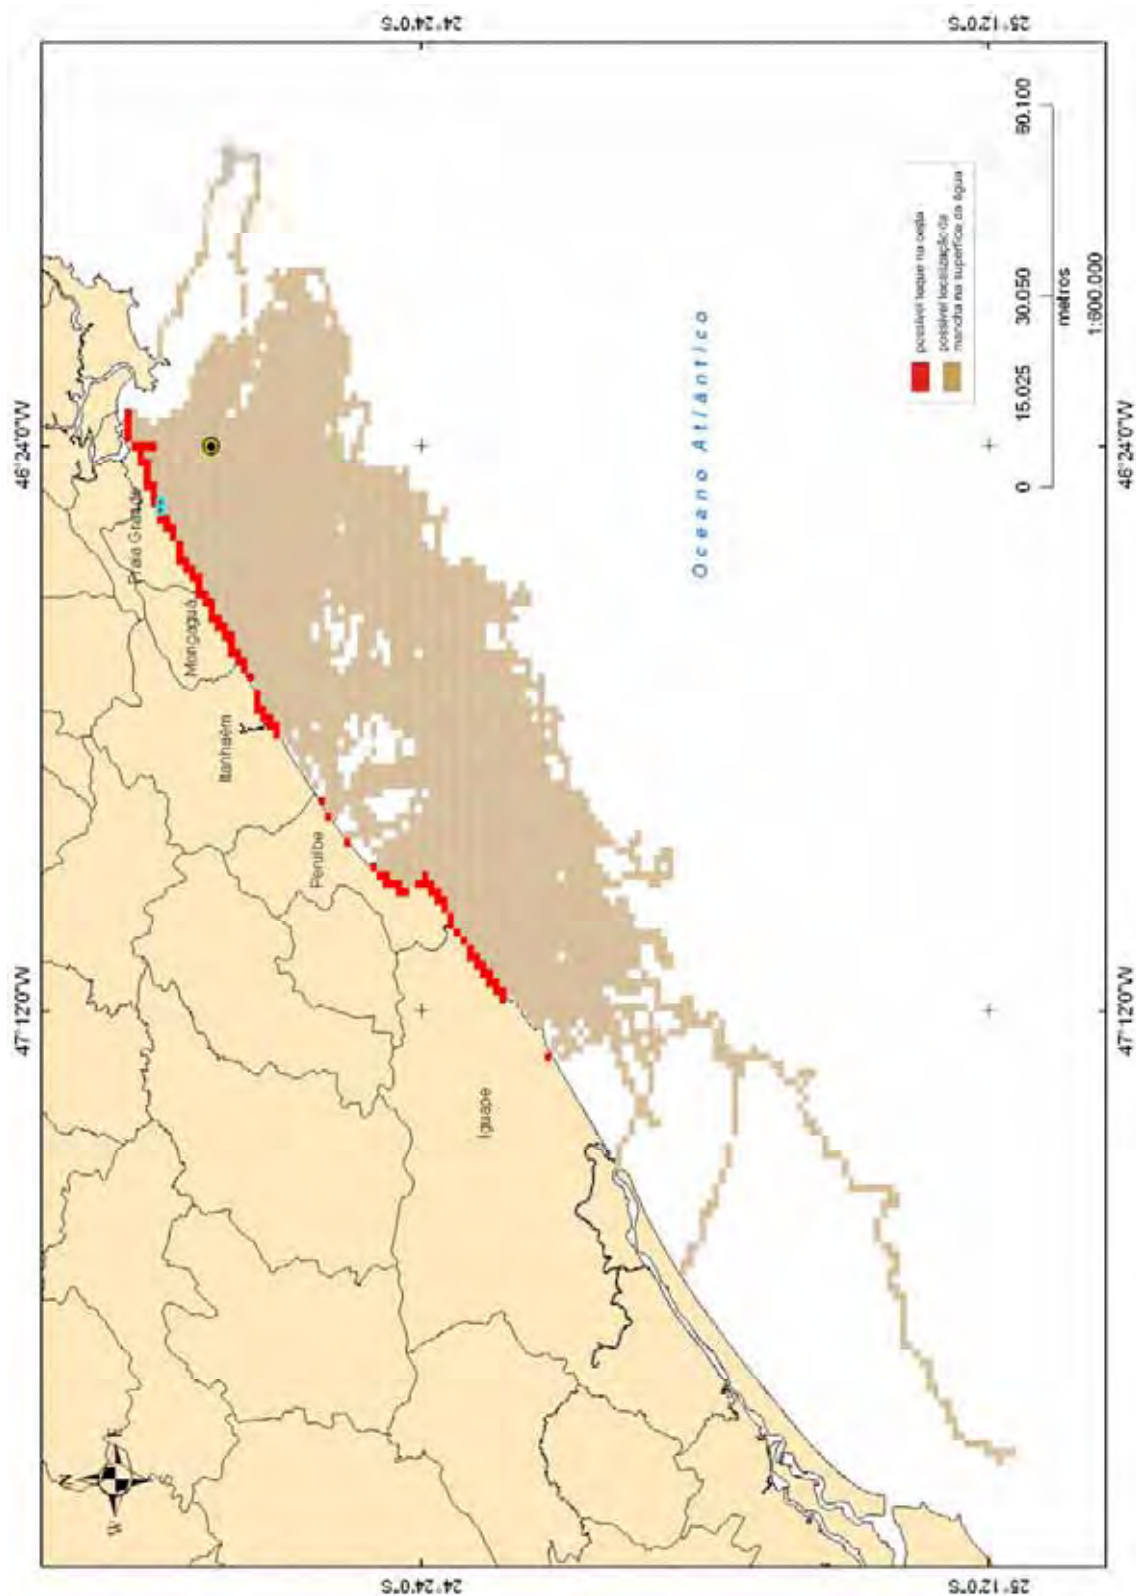 47°12'0"W
46°24'0"W
24°24'0"S
24°24'0"S
25°12'0"S
25°12'0"S
N
E
S
W
Praia Grande
Mongaguá
Itanhaém
Peruíbe
Iguape
Oceano Atlântico
possível toque na costa
possível localização da
mancha na superfície da água
0 15.025 30.050 60.100
metros
1:600.000
47°12'0"W
46°24'0"W